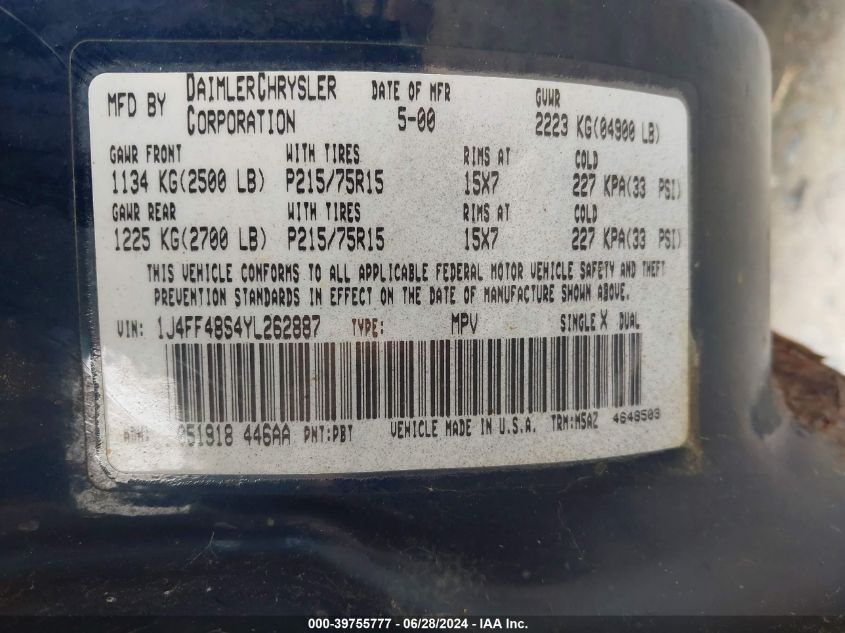 MFD BY DAIMLERCHRYSLER CORPORATION DATE OF MFR 5-00 GVWR 2223 KG(04900 LB)
GAWR FRONT WITH TIRES RIMS AT COLD
1134 KG(2500 LB) P215/75R15 15X7 227 KPA(33 PSI)
GAWR REAR WITH TIRES RIMS AT COLD
1225 KG(2700 LB) P215/75R15 15X7 227 KPA(33 PSI)
THIS VEHICLE CONFORMS TO ALL APPLICABLE FEDERAL MOTOR VEHICLE SAFETY AND THEFT
PREVENTION STANDARDS IN EFFECT ON THE DATE OF MANUFACTURE SHOWN ABOVE.
VIN: 1J4FF48S4YL262887 TYPE: MPV SINGLE X DUAL
051918 446AA PNT:PBT VEHICLE MADE IN U.S.A. TRM:M5AZ 4648503
000-39755777 - 06/28/2024 - IAA Inc.